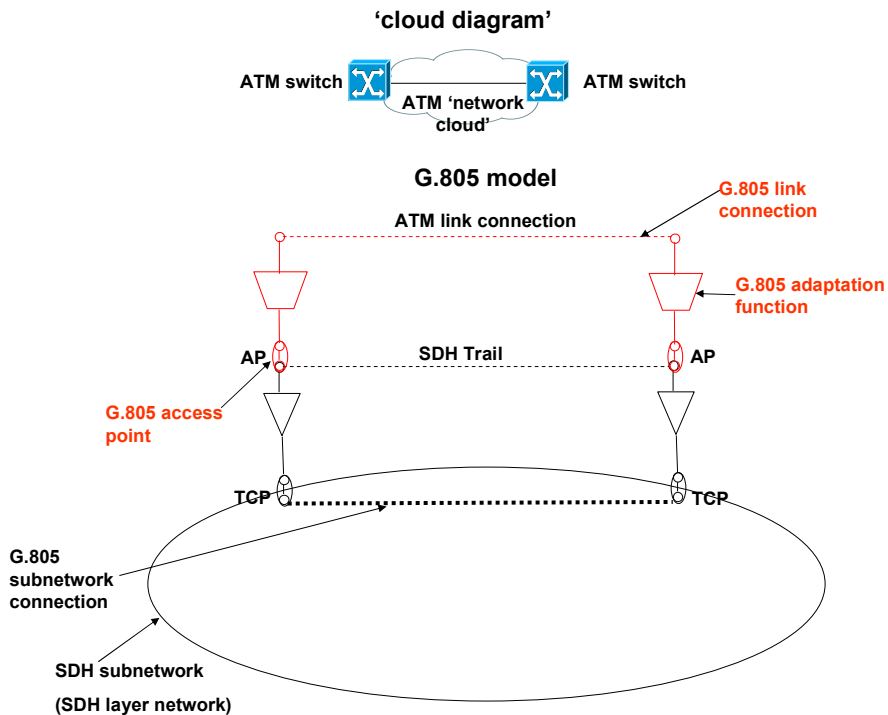 ‘cloud diagram’
ATM switch
ATM switch
ATM ‘network
cloud’
G.805 model
G.805 link
connection
ATM link connection
G.805 adaptation
function
AP
SDH Trail
AP
G.805 access
point
TCP
TCP
G.805
subnetwork
connection
SDH subnetwork
(SDH layer network)